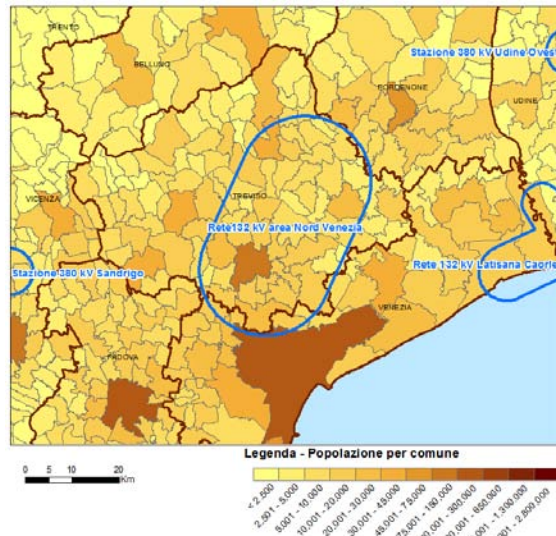 TRENTO
BELLUNO
Stazione 380 kV Udine Ovest
PORDENONE
UDINE
VICENZA
TREVISO
Rete132 kV area Nord Venezia
Stazione 380 kV Sandrigo
Rete 132 kV Latisana Caorle
VENEZIA
PADOVA
0 5 10 20
Km
Legenda - Popolazione per comune
< 2.500
2.501 - 5.000
5.001 - 10.000
10.001 - 20.000
20.001 - 30.000
30.001 - 45.000
45.001 - 75.000
75.001 - 150.000